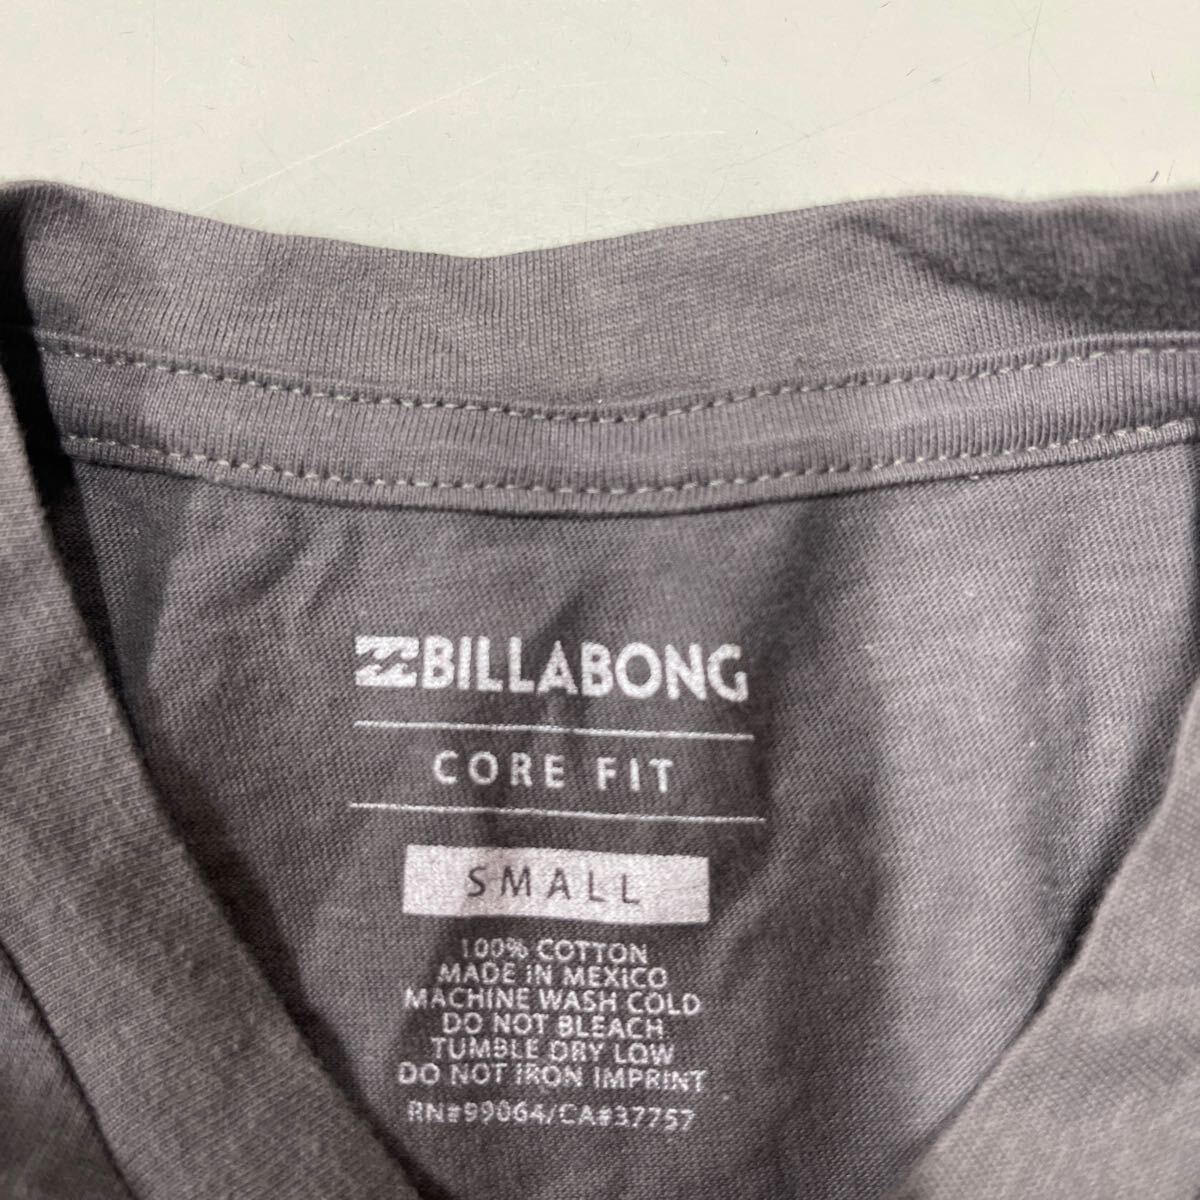 BILLABONG
CORE FIT
SMALL
100% COTTON
MADE IN MEXICO
MACHINE WASH COLD
DO NOT BLEACH
TUMBLE DRY LOW
DO NOT IRON IMPRINT
RN#99064/CA#37757